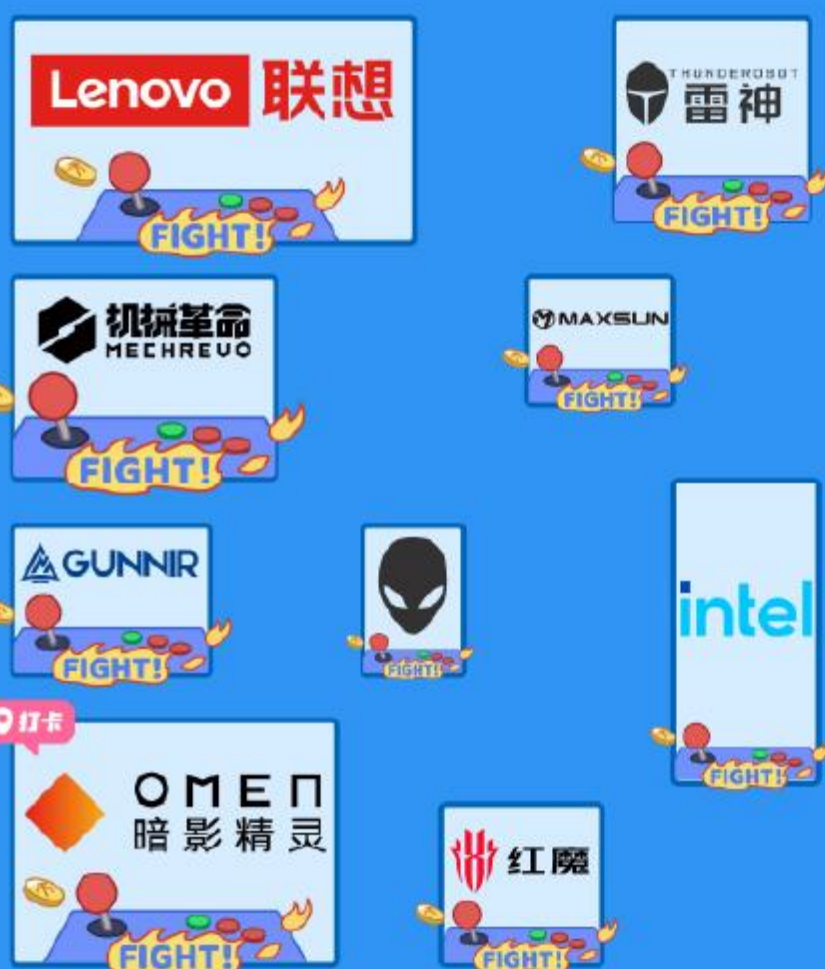 Lenovo 联想
FIGHT!
THUNDEROBOT
雷神
FIGHT!
机械革命
MECHREVO
FIGHT!
MAXSUN
FIGHT!
GUNNIR
FIGHT!
FIGHT!
intel
FIGHT!
打卡
OMEN
暗影精灵
FIGHT!
红魔
FIGHT!